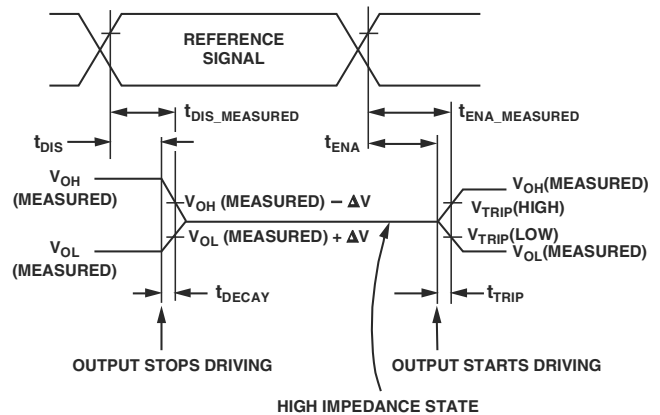 REFERENCE
SIGNAL
tDIS_MEASURED
tENA_MEASURED
tDIS
tENA
VOH
(MEASURED)
VOH (MEASURED) – ΔV
VOH(MEASURED)
VTRIP(HIGH)
VOL (MEASURED) + ΔV
VTRIP(LOW)
VOL
(MEASURED)
VOL(MEASURED)
tDECAY
tTRIP
OUTPUT STOPS DRIVING
OUTPUT STARTS DRIVING
HIGH IMPEDANCE STATE